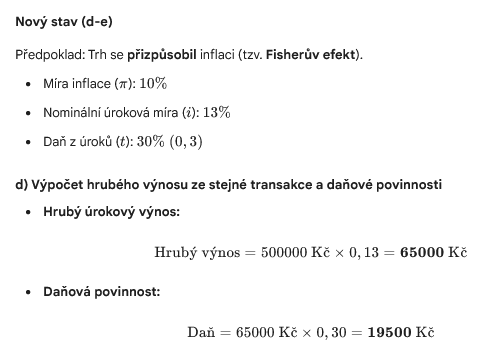 Nový stav (d-e)
Předpoklad: Trh se přizpůsobil inflaci (tzv. Fisherův efekt).
• Míra inflace (π): 10%
• Nominální úroková míra (i): 13%
• Daň z úroků (t): 30% (0, 3)
d) Výpočet hrubého výnosu ze stejné transakce a daňové povinnosti
• Hrubý úrokový výnos:
Hrubý výnos = 500000 Kč × 0, 13 = 65000 Kč
• Daňová povinnost:
Daň = 65000 Kč × 0, 30 = 19500 Kč